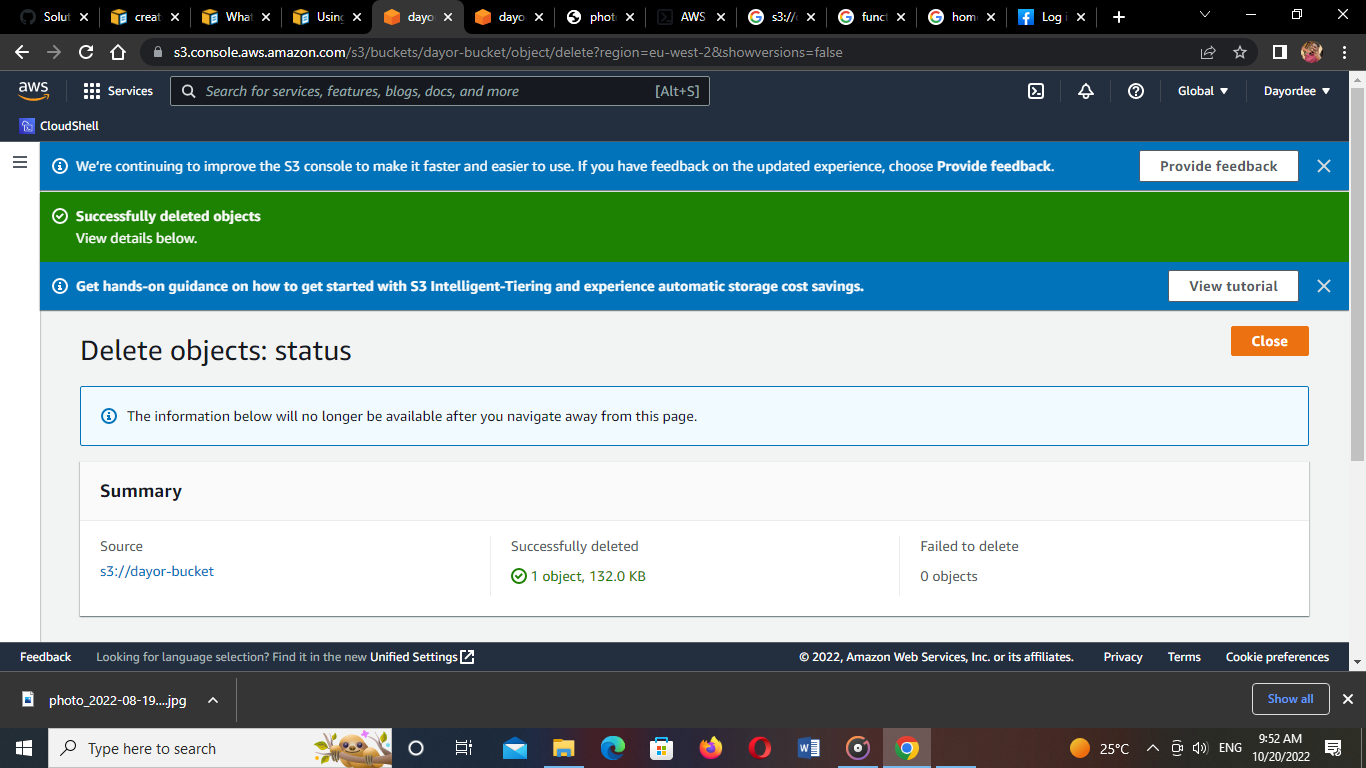 Solut
creat
What
Using
dayo
dayo
phot
AWS
s3://
funct
hom
Log i
s3.console.aws.amazon.com/s3/buckets/dayor-bucket/object/delete?region=eu-west-2&showversions=false
aws
Services
Search for services, features, blogs, docs, and more
[Alt+S]
Global
Dayordee
CloudShell
We're continuing to improve the S3 console to make it faster and easier to use. If you have feedback on the updated experience, choose Provide feedback.
Provide feedback
Successfully deleted objects
View details below.
Get hands-on guidance on how to get started with S3 Intelligent-Tiering and experience automatic storage cost savings.
View tutorial
Delete objects: status
Close
The information below will no longer be available after you navigate away from this page.
Summary
Source
s3://dayor-bucket
Successfully deleted
1 object, 132.0 KB
Failed to delete
0 objects
Feedback
Looking for language selection? Find it in the new Unified Settings
© 2022, Amazon Web Services, Inc. or its affiliates.
Privacy
Terms
Cookie preferences
photo_2022-08-19....jpg
Show all
Type here to search
25°C
ENG
9:52 AM
10/20/2022